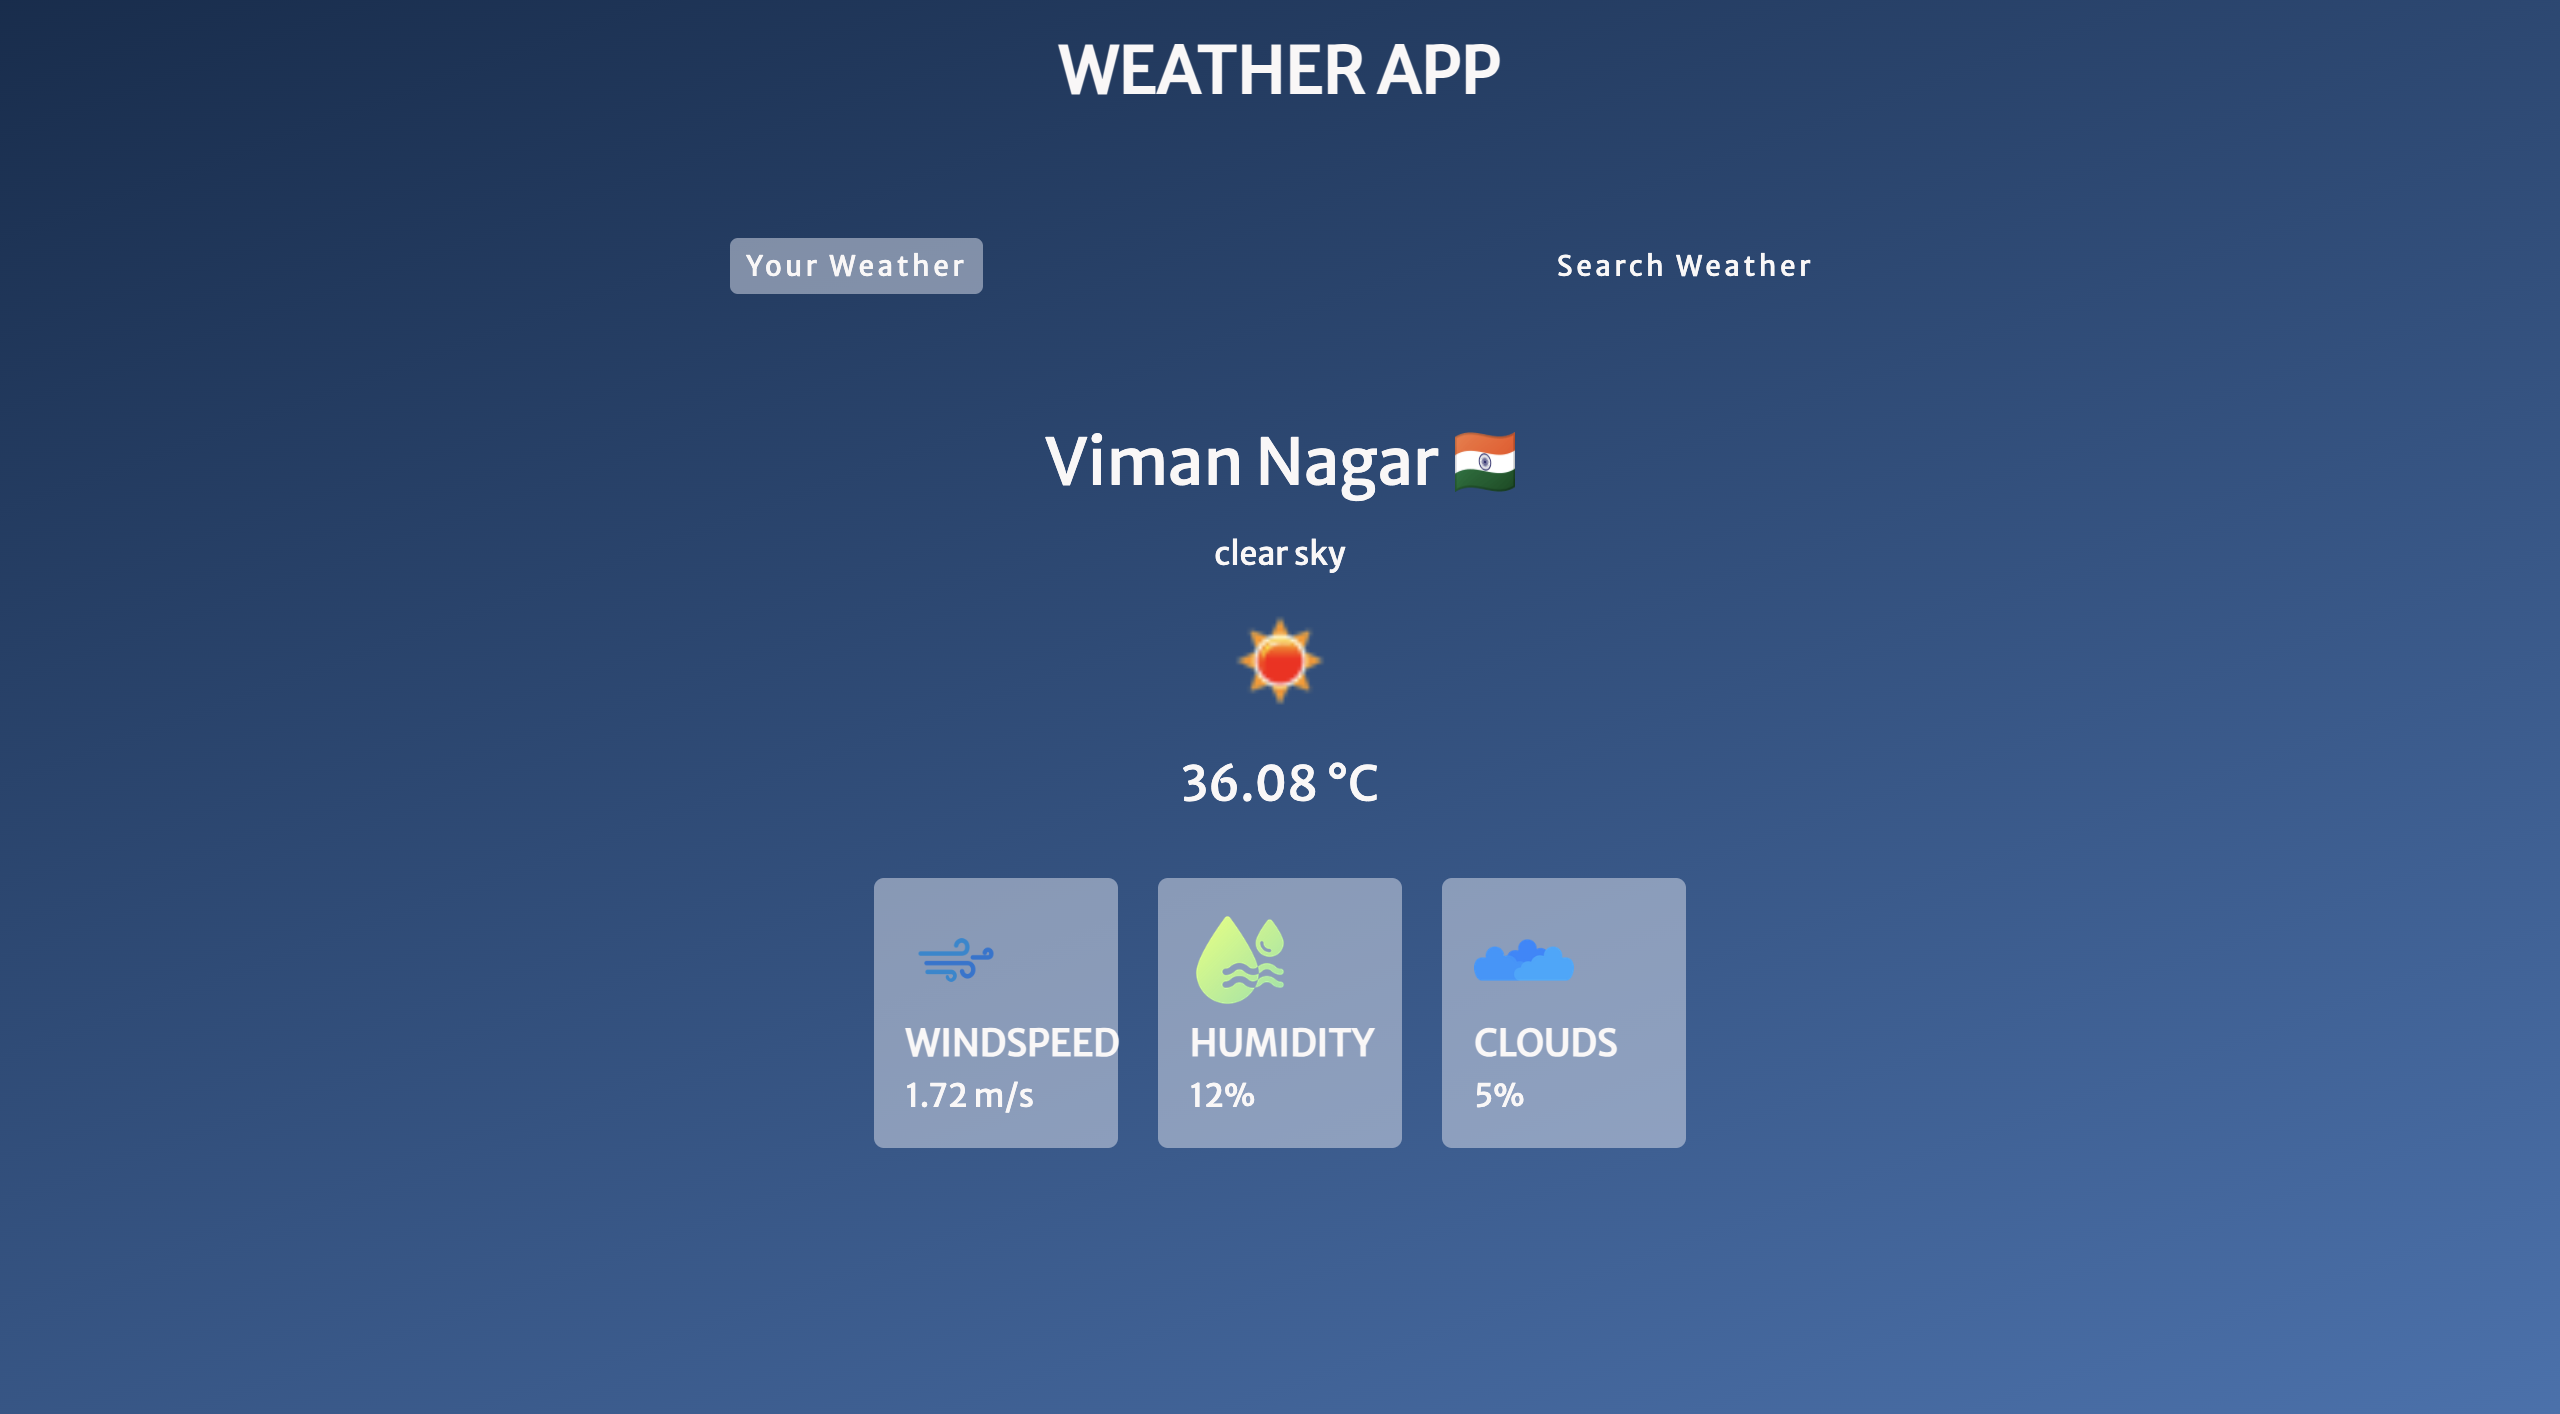 WEATHER APP
Your Weather
Search Weather
Viman Nagar 🇮🇳
clear sky
36.08 °C
WINDSPEED
1.72 m/s
HUMIDITY
12%
CLOUDS
5%